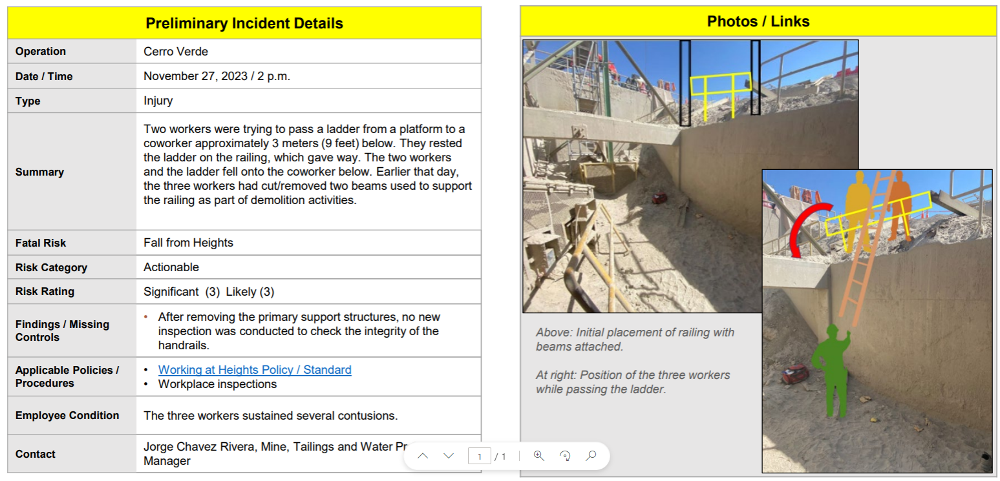 Preliminary Incident Details
Operation
Cerro Verde
Date / Time
November 27, 2023 / 2 p.m.
Type
Injury
Summary
Two workers were trying to pass a ladder from a platform to a
coworker approximately 3 meters (9 feet) below. They rested
the ladder on the railing, which gave way. The two workers
and the ladder fell onto the coworker below. Earlier that day,
the three workers had cut/removed two beams used to support
the railing as part of demolition activities.
Fatal Risk
Fall from Heights
Risk Category
Actionable
Risk Rating
Significant (3) Likely (3)
Findings / Missing
Controls
• After removing the primary support structures, no new
inspection was conducted to check the integrity of the
handrails.
Applicable Policies /
Procedures
• Working at Heights Policy / Standard
• Workplace inspections
Employee Condition
The three workers sustained several contusions.
Contact
Jorge Chavez Rivera, Mine, Tailings and Water
Manager
Photos / Links
Above: Initial placement of railing with
beams attached.
At right: Position of the three workers
while passing the ladder.
1 / 1